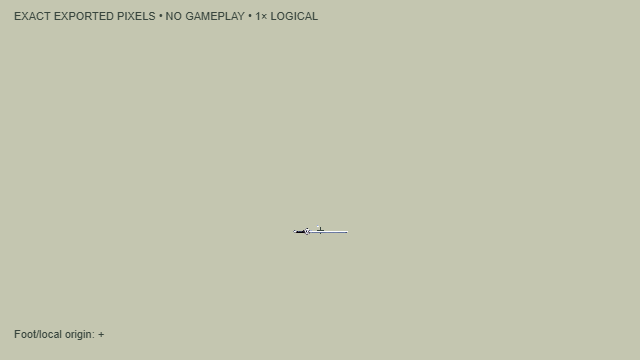 EXACT EXPORTED PIXELS • NO GAMEPLAY • 1× LOGICAL
Foot/local origin: +